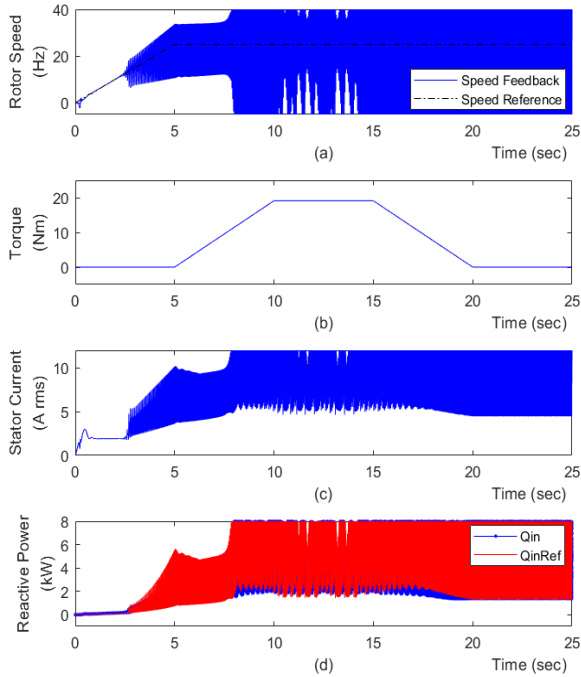 40
20
0
Rotor Speed
(Hz)
Speed Feedback
Speed Reference
0 5 10 15 20 25
(a) Time (sec)
20
10
0
Torque
(Nm)
0 5 10 15 20 25
(b) Time (sec)
10
5
0
Stator Current
(A rms)
0 5 10 15 20 25
(c) Time (sec)
8
6
4
2
0
Reactive Power
(kW)
Qin
QinRef
0 5 10 15 20 25
(d) Time (sec)